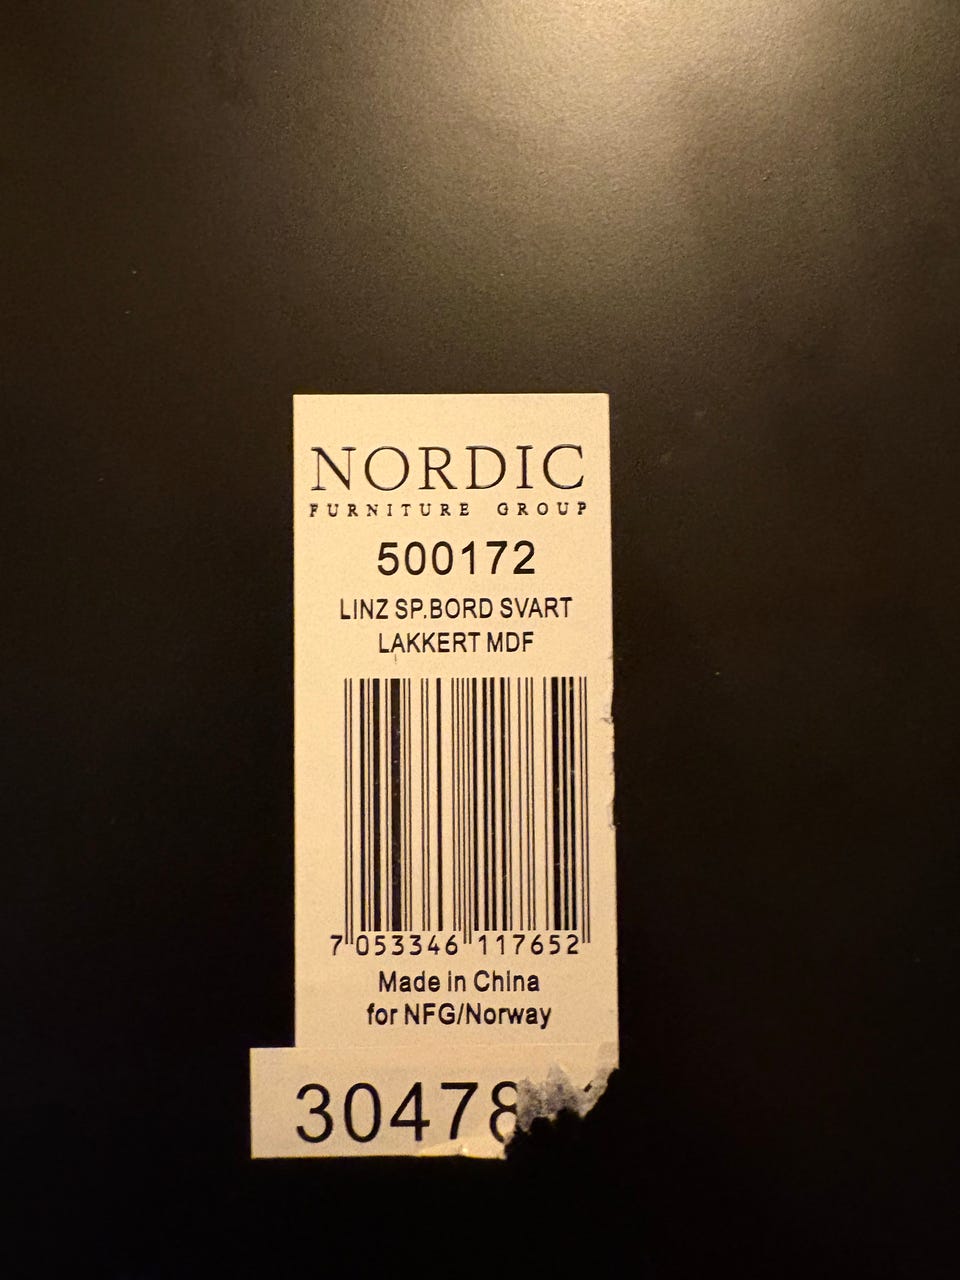 NORDIC
FURNITURE GROUP
500172
LINZ SP.BORD SVART
LAKKERT MDF
7 053346 117652
Made in China
for NFG/Norway
30478